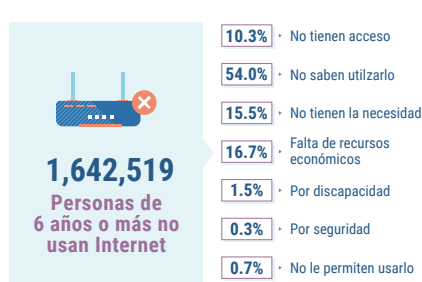 1,642,519
Personas de
6 años o más no
usan Internet
10.3% No tienen acceso
54.0% No saben utilzarlo
15.5% No tienen la necesidad
16.7% Falta de recursos
económicos
1.5% Por discapacidad
0.3% Por seguridad
0.7% No le permiten usarlo